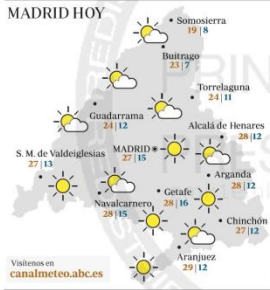 MADRID HOY
Somosierra
19 | 8
Buitrago
23 | 7
Torrelaguna
24 | 11
Guadarrama
24 | 12
Alcalá de Henares
28 | 12
S. M. de Valdeiglesias
27 | 13
MADRID
27 | 15
Arganda
28 | 12
Navalcarnero
28 | 15
Getafe
28 | 16
Chinchón
27 | 12
Aranjuez
29 | 12
Visítenos en
canalmeteo.abc.es